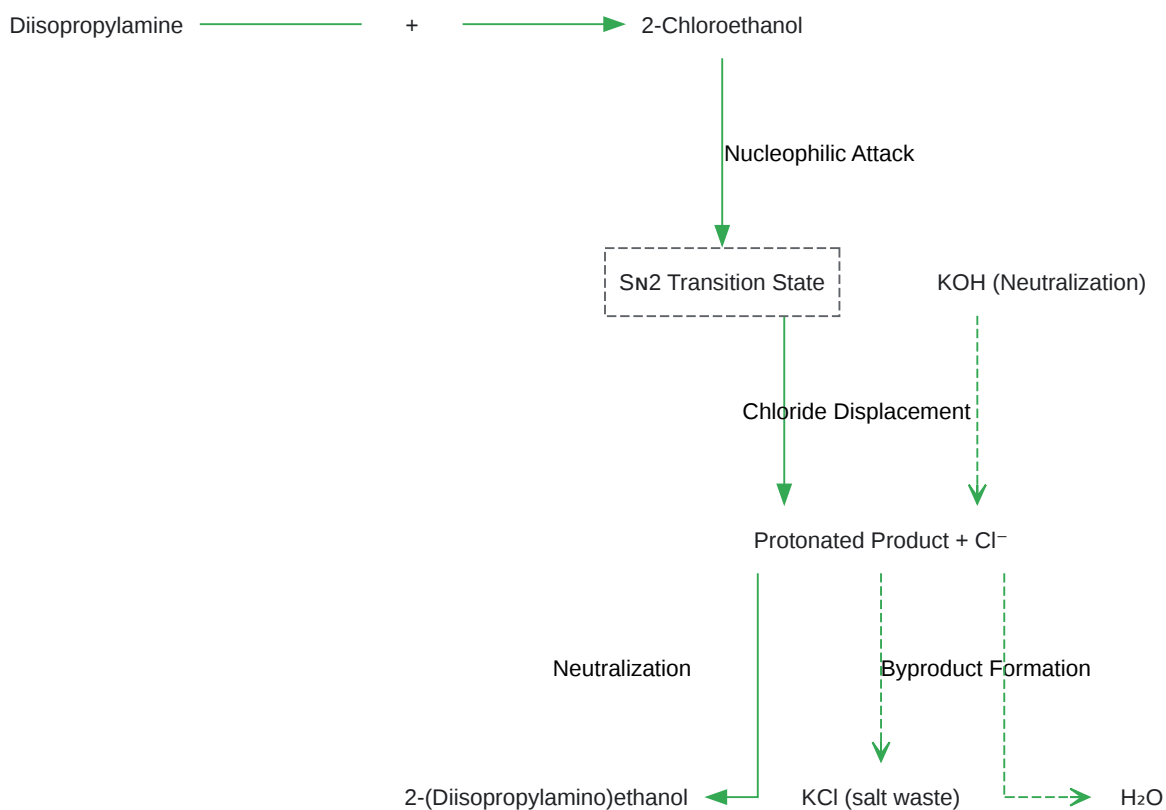 Diisopropylamine + 2-Chloroethanol
Nucleophilic Attack
Sɴ2 Transition State KOH (Neutralization)
Chloride Displacement
Protonated Product + Cl⁻
Neutralization Byproduct Formation
2-(Diisopropylamino)ethanol KCl (salt waste) H₂O